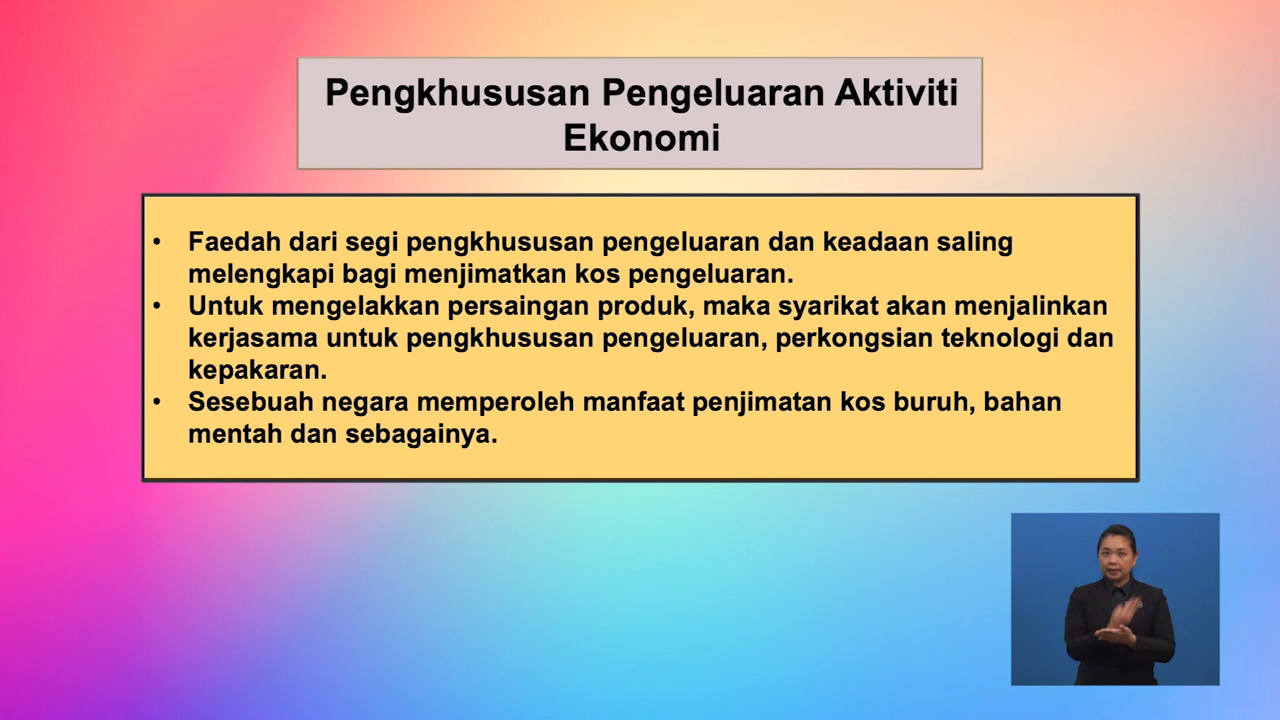 Pengkhususan Pengeluaran Aktiviti
Ekonomi
• Faedah dari segi pengkhususan pengeluaran dan keadaan saling
melengkapi bagi menjimatkan kos pengeluaran.
• Untuk mengelakkan persaingan produk, maka syarikat akan menjalinkan
kerjasama untuk pengkhususan pengeluaran, perkongsian teknologi dan
kepakaran.
• Sesebuah negara memperoleh manfaat penjimatan kos buruh, bahan
mentah dan sebagainya.